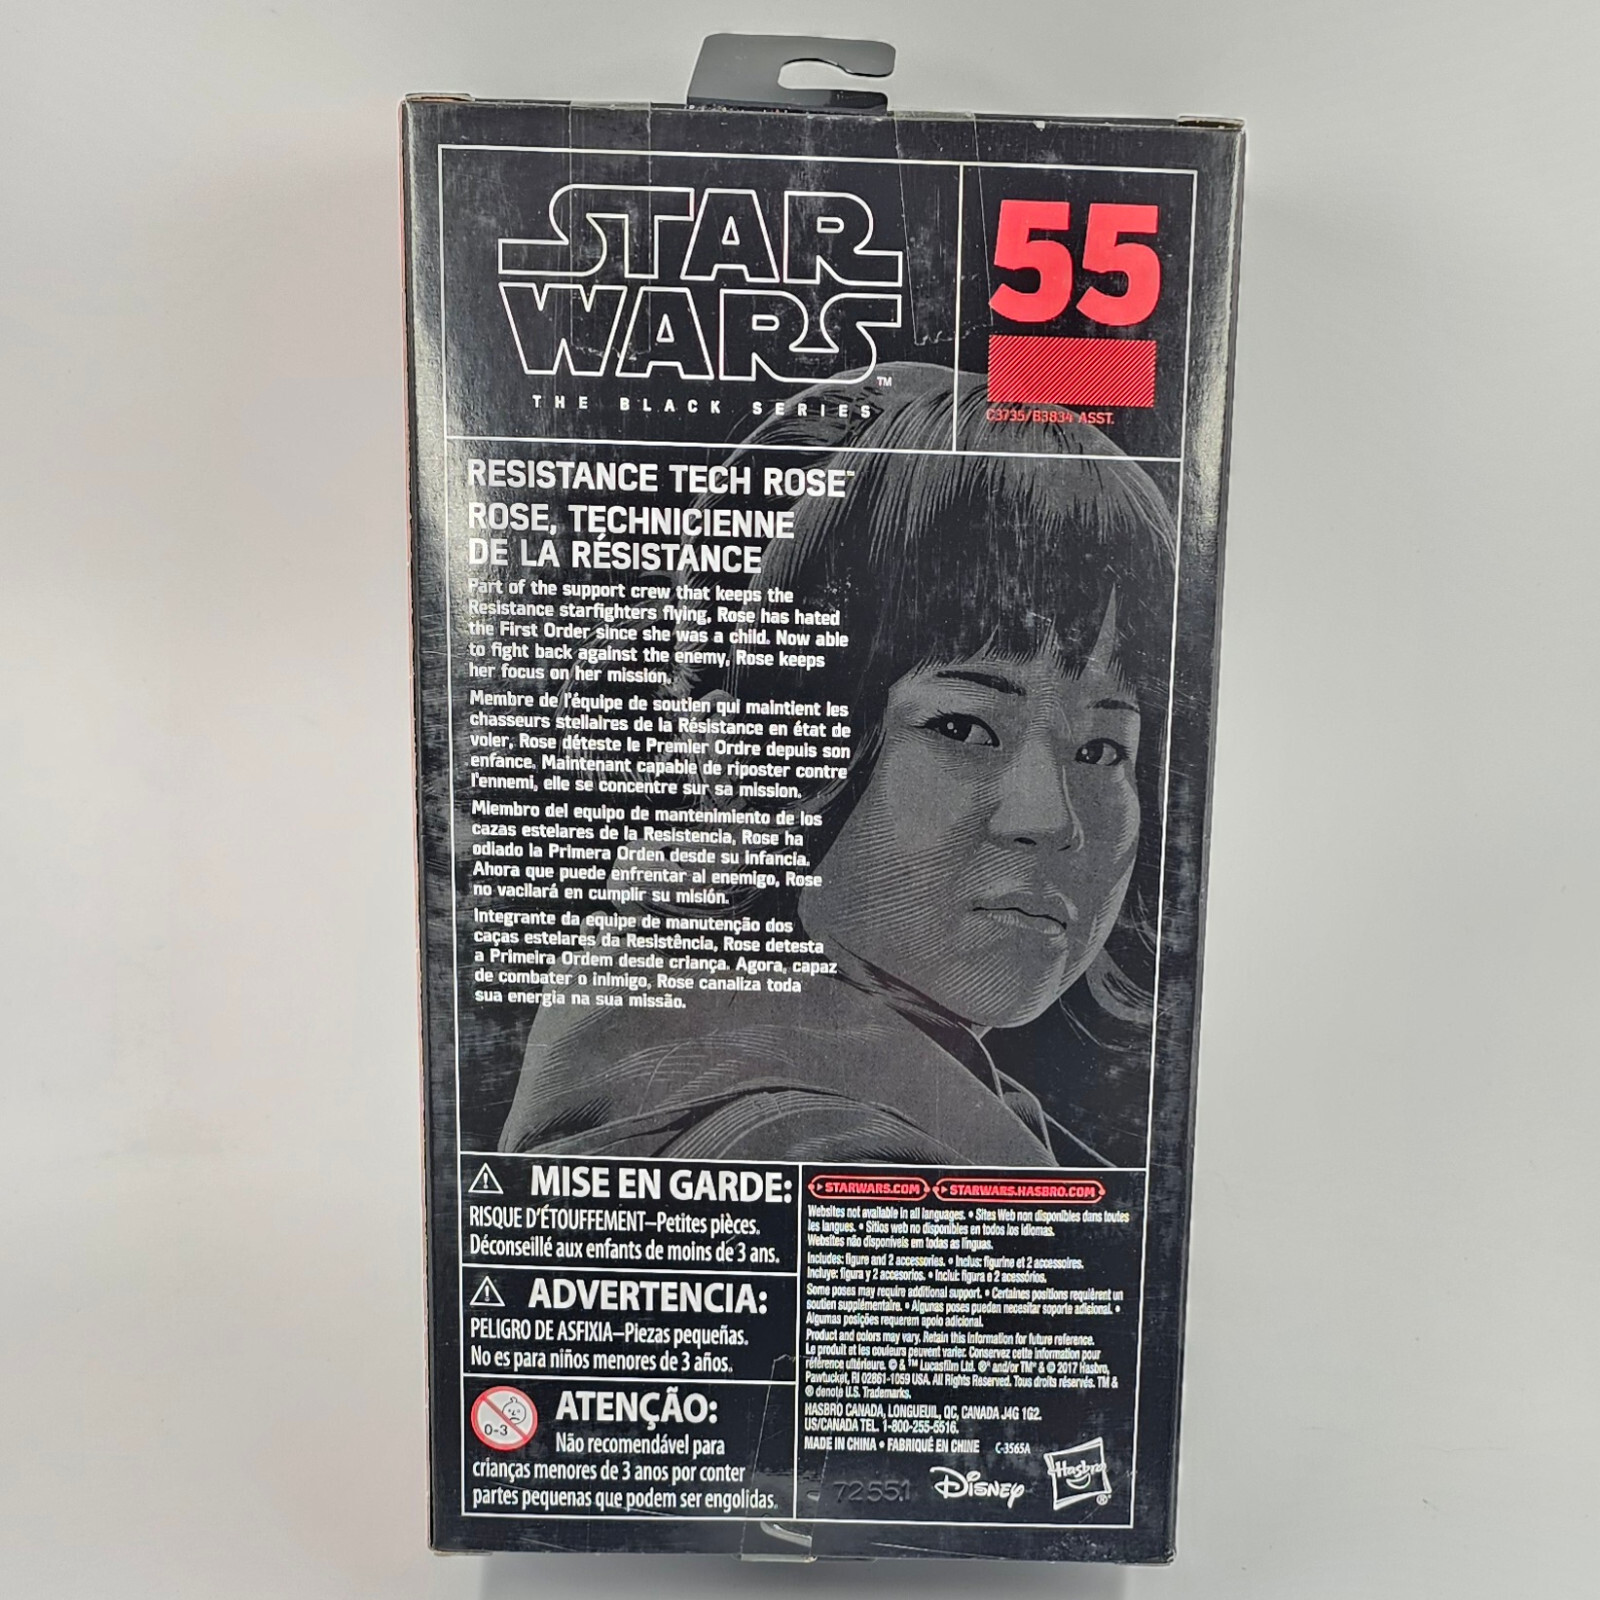 STAR
WARS
TM
THE BLACK SERIES
55
C3735/B3834 ASST.
RESISTANCE TECH ROSE™
ROSE, TECHNICIENNE
DE LA RÉSISTANCE
Part of the support crew that keeps the
Resistance starfighters flying, Rose has hated
the First Order since she was a child. Now able
to fight back against the enemy, Rose keeps
her focus on her mission.
Membre de l'équipe de soutien qui maintient les
chasseurs stellaires de la Résistance en état de
voler, Rose déteste le Premier Ordre depuis son
enfance. Maintenant capable de riposter contre
l'ennemi, elle se concentre sur sa mission.
Miembro del equipo de mantenimiento de los
cazas estelares de la Resistencia, Rose ha
odiado la Primera Orden desde su infancia.
Ahora que puede enfrentar al enemigo, Rose
no vacilará en cumplir su misión.
Integrante da equipe de manutenção dos
caças estelares da Resistência, Rose detesta
a Primeira Ordem desde criança. Agora, capaz
de combater o inimigo, Rose canaliza toda
sua energia na sua missão.
MISE EN GARDE:
RISQUE D'ÉTOUFFEMENT–Petites pièces.
Déconseillé aux enfants de moins de 3 ans.
ADVERTENCIA:
PELIGRO DE ASFIXIA–Piezas pequeñas.
No es para niños menores de 3 años.
0-3
ATENÇÃO:
Não recomendável para
crianças menores de 3 anos por conter
partes pequenas que podem ser engolidas.
STARWARS.COM STARWARS.HASBRO.COM
Websites not available in all languages. • Sites Web non disponibles dans toutes
les langues. • Sitios web no disponibles en todos los idiomas.
Websites não disponíveis em todas as línguas.
Includes: figure and 2 accessories. • Inclus: figurine et 2 accessoires.
Incluye: figura y 2 accesorios. • Inclui: figura e 2 acessórios.
Some poses may require additional support. • Certaines positions requièrent un
soutien supplémentaire. • Algunas poses pueden necesitar soporte adicional. •
Algumas posições requerem apoio adicional.
Product and colors may vary. Retain this information for future reference.
Le produit et les couleurs peuvent varier. Conservez cette information pour
référence ultérieure. © & ™ Lucasfilm Ltd. ®* and/or TM* & © 2017 Hasbro,
Pawtucket, RI 02861-1059 USA. All Rights Reserved. Tous droits réservés. TM &
® denote U.S. Trademarks.
HASBRO CANADA, LONGUEUIL, QC, CANADA J4G 1G2.
US/CANADA TEL. 1-800-255-5516.
MADE IN CHINA • FABRIQUÉ EN CHINE C-3565A
72551 Disney Hasbro ®